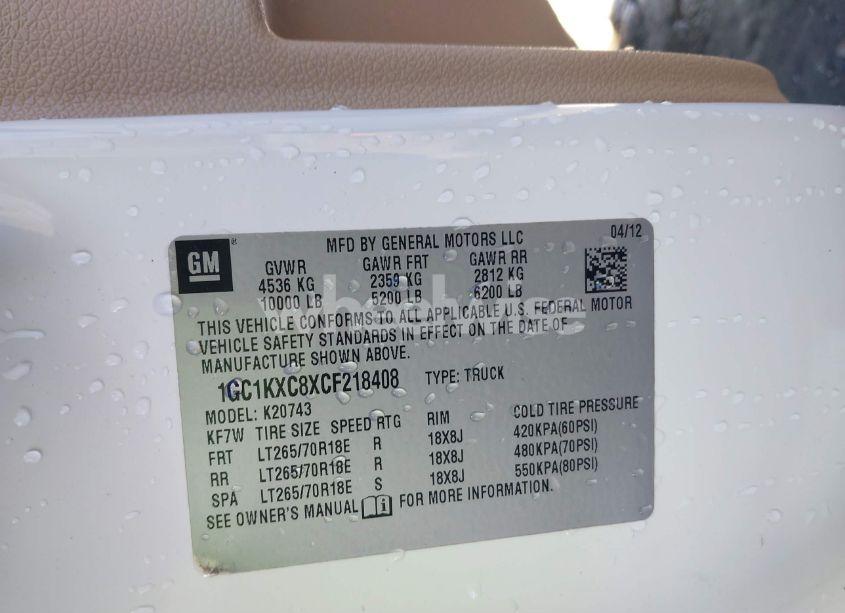 GM
MFD BY GENERAL MOTORS LLC 04/12
GVWR GAWR FRT GAWR RR
4536 KG 2359 KG 2812 KG
10000 LB 5200 LB 6200 LB
THIS VEHICLE CONFORMS TO ALL APPLICABLE U.S. FEDERAL MOTOR
VEHICLE SAFETY STANDARDS IN EFFECT ON THE DATE OF
MANUFACTURE SHOWN ABOVE.
1GC1KXC8XCF218408 TYPE: TRUCK
MODEL: K20743
KF7W TIRE SIZE SPEED RTG RIM COLD TIRE PRESSURE
FRT LT265/70R18E R 18X8J 420KPA(60PSI)
RR LT265/70R18E R 18X8J 480KPA(70PSI)
SPA LT265/70R18E S 18X8J 550KPA(80PSI)
SEE OWNER'S MANUAL FOR MORE INFORMATION.